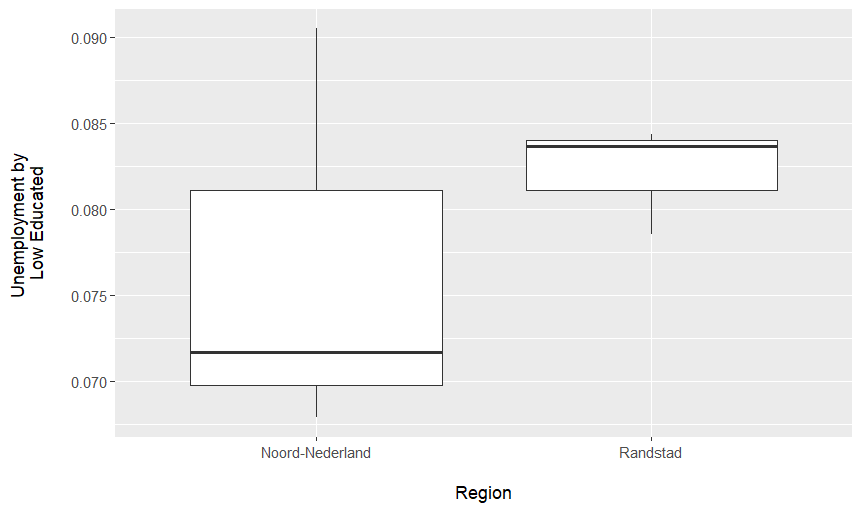 Unemployment by
Low Educated
0.090
0.085
0.080
0.075
0.070
Noord-Nederland
Randstad
Region